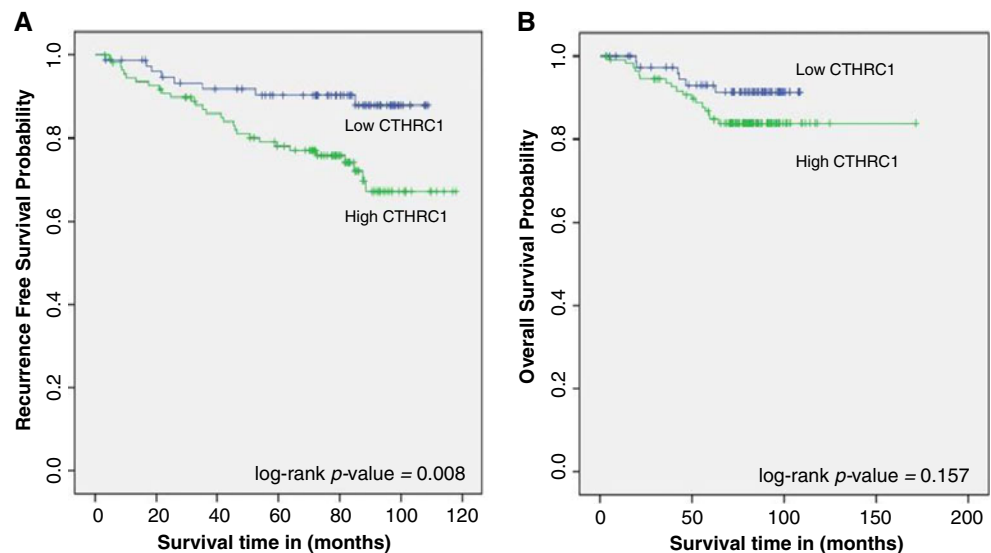 A
Recurrence Free Survival Probability
1.0
0.8
0.6
0.4
0.2
0.0
Low CTHRC1
High CTHRC1
log-rank p-value = 0.008
0 20 40 60 80 100 120
Survival time in (months)
B
Overall Survival Probability
1.0
0.8
0.6
0.4
0.2
0.0
Low CTHRC1
High CTHRC1
log-rank p-value = 0.157
0 50 100 150 200
Survival time in (months)